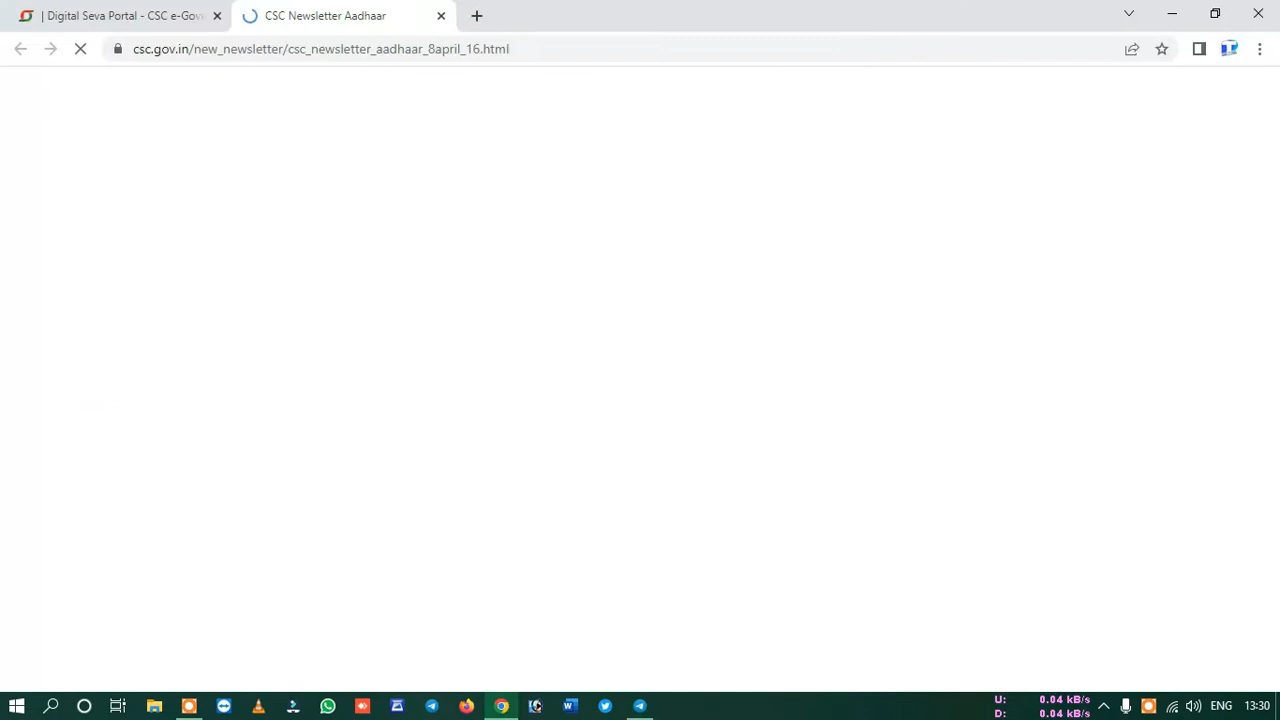 | Digital Seva Portal - CSC e-Gove
CSC Newsletter Aadhaar
csc.gov.in/new_newsletter/csc_newsletter_aadhaar_8april_16.html
U: 0.04 kB/s
D: 0.04 kB/s
ENG
13:30